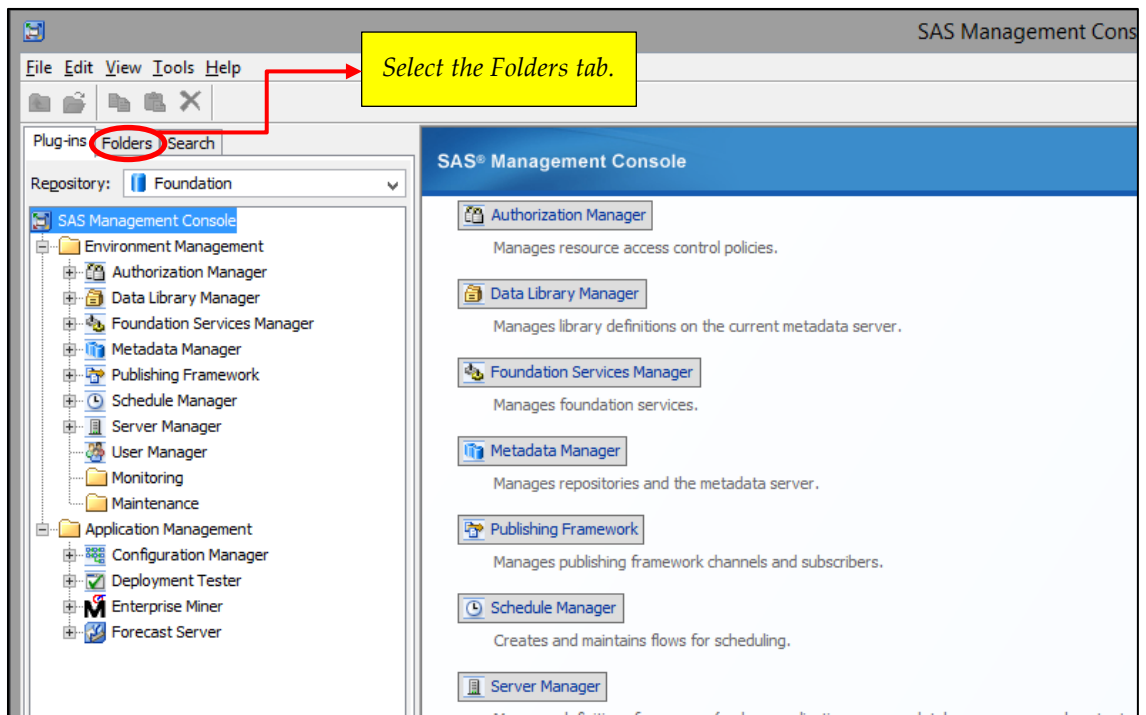 SAS Management Cons
File Edit View Tools Help
Select the Folders tab.
Plug-ins Folders Search
Repository: Foundation
SAS Management Console
Environment Management
Authorization Manager
Data Library Manager
Foundation Services Manager
Metadata Manager
Publishing Framework
Schedule Manager
Server Manager
User Manager
Monitoring
Maintenance
Application Management
Configuration Manager
Deployment Tester
Enterprise Miner
Forecast Server
SAS® Management Console
Authorization Manager
Manages resource access control policies.
Data Library Manager
Manages library definitions on the current metadata server.
Foundation Services Manager
Manages foundation services.
Metadata Manager
Manages repositories and the metadata server.
Publishing Framework
Manages publishing framework channels and subscribers.
Schedule Manager
Creates and maintains flows for scheduling.
Server Manager